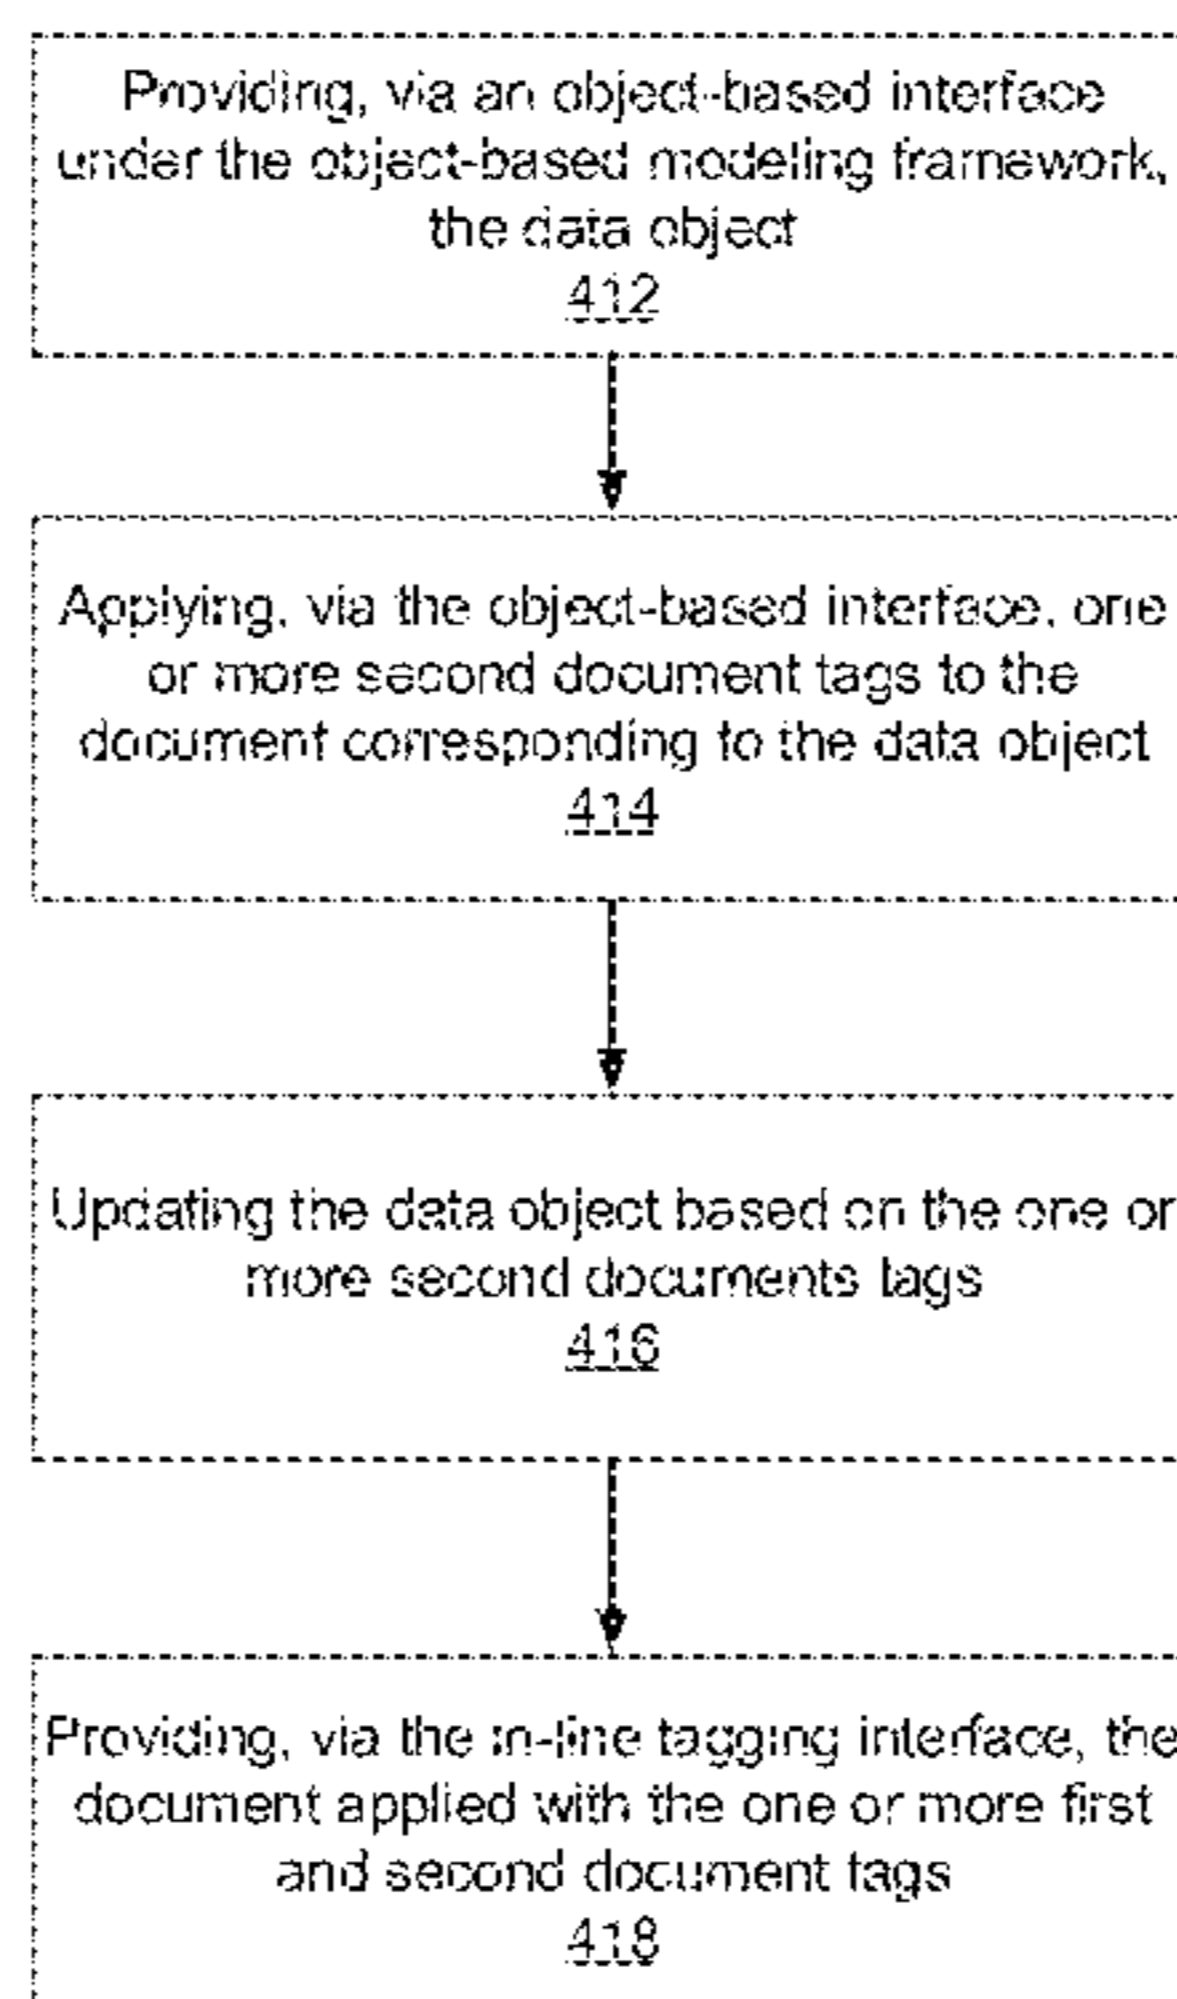 Providing, via an object-based interface
under the object-based modeling framework,
the data object
412
Applying, via the object-based interface, one
or more second document tags to the
document corresponding to the data object
414
Updating the data object based on the one or
more second documents tags
416
Providing, via the in-line tagging interface, the
document applied with the one or more first
and second document tags
418